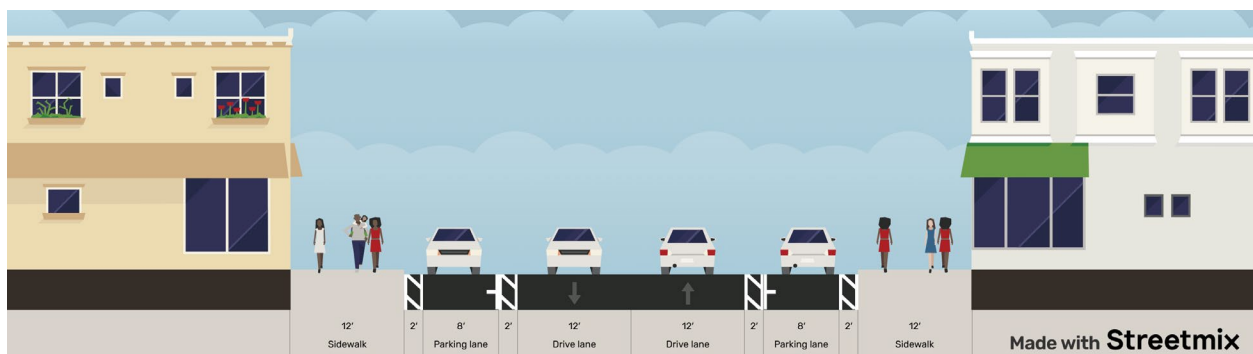 12' 2' 8' 2' 12' 12' 2' 8' 2' 12'
Sidewalk Parking lane Drive lane Drive lane Parking lane Sidewalk
Made with Streetmix